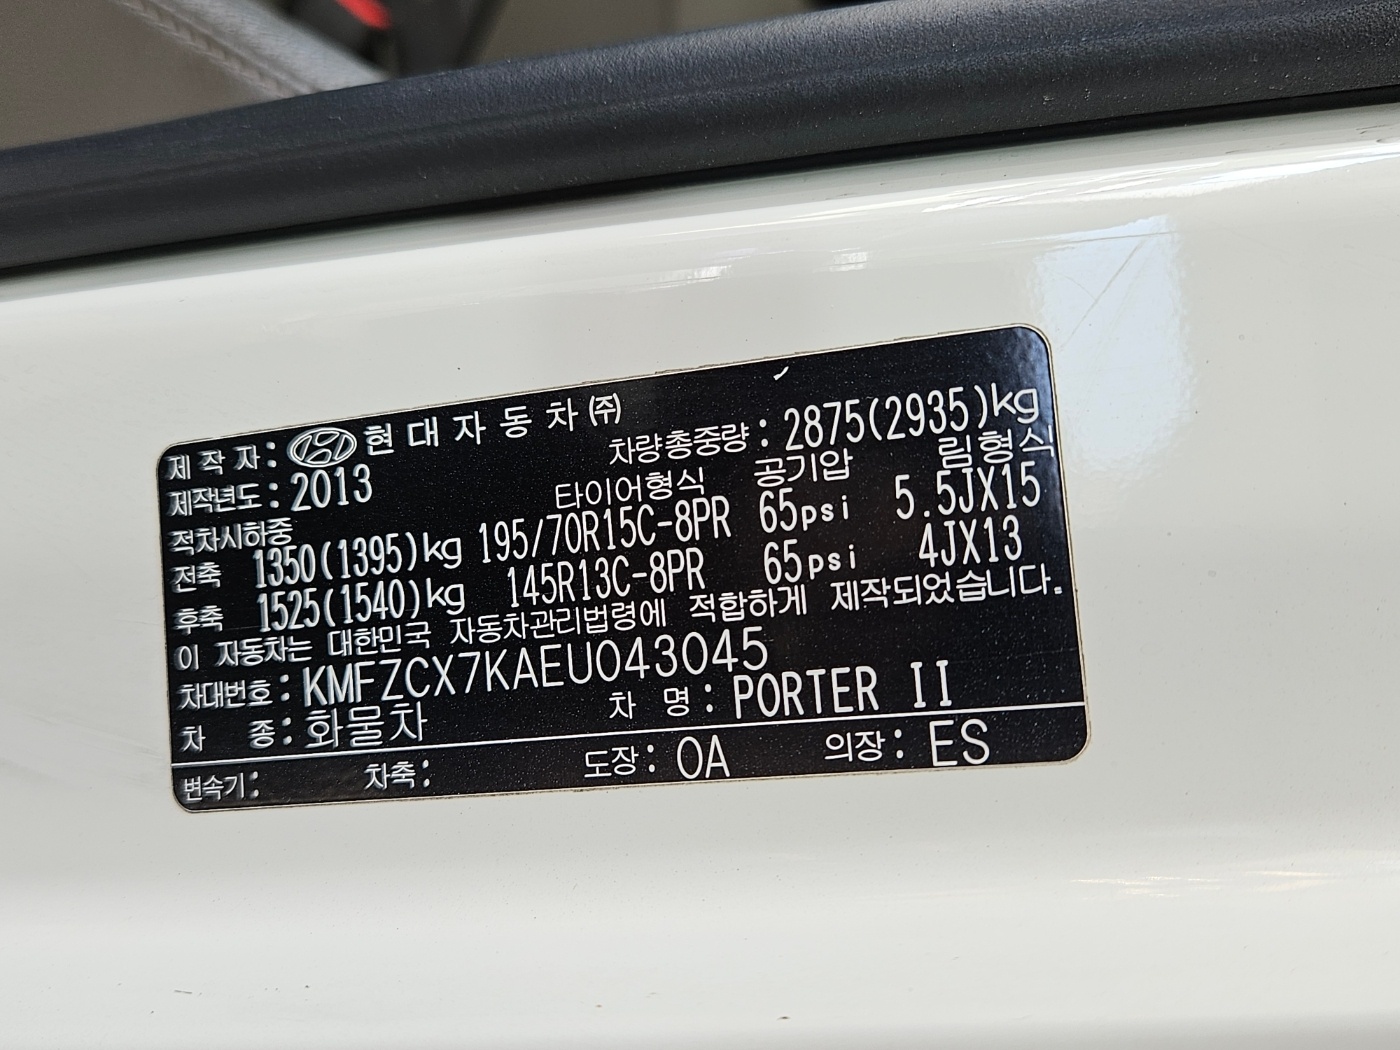 제작자: 현대자동차㈜
제작년도: 2013 차량총중량: 2875(2935)kg
적차시하중 타이어형식 공기압 림형식
전축 1350(1395)kg 195/70R15C-8PR 65psi 5.5JX15
후축 1525(1540)kg 145R13C-8PR 65psi 4JX13
이 자동차는 대한민국 자동차관리법령에 적합하게 제작되었습니다.
차대번호: KMFZCX7KAEU043045
차 종: 화물차 차 명: PORTER II
변속기: 차축: 도장: OA 의장: ES